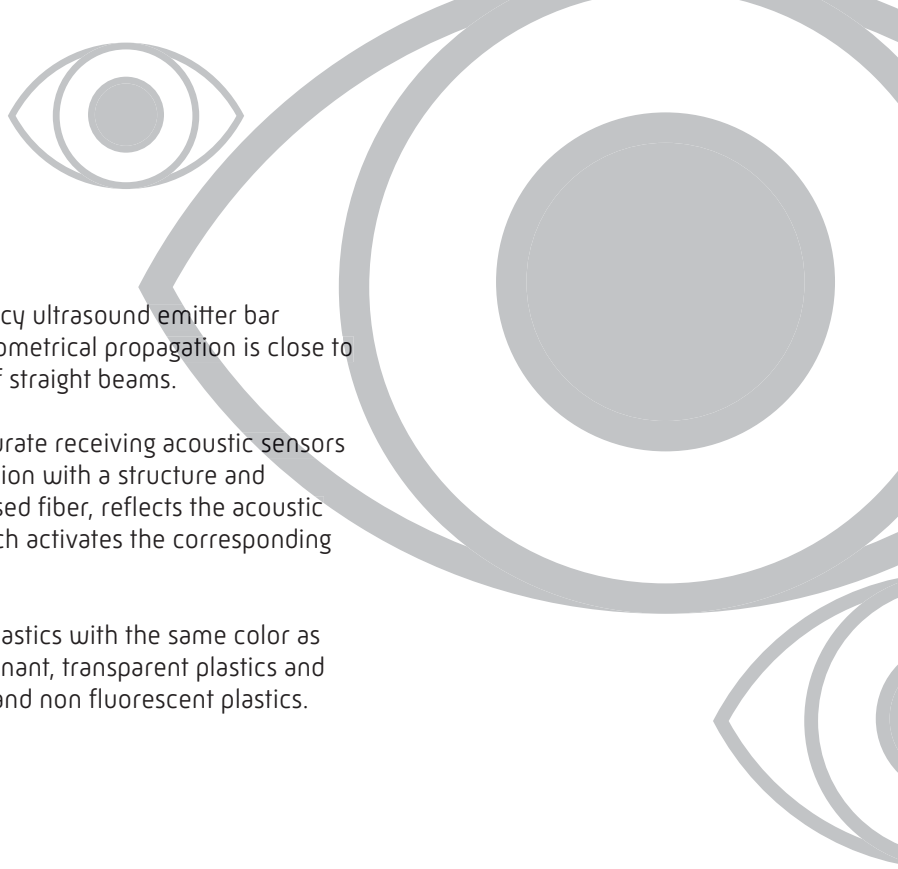 cy ultrasound emitter bar
ometrical propagation is close to
f straight beams.
urate receiving acoustic sensors
ion with a structure and
sed fiber, reflects the acoustic
ch activates the corresponding
astics with the same color as
nant, transparent plastics and
and non fluorescent plastics.